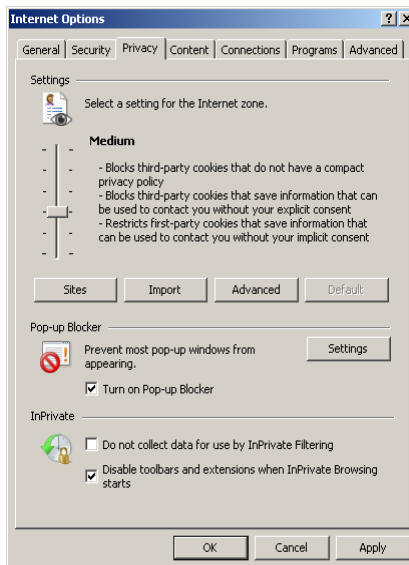 Internet Options
General Security Privacy Content Connections Programs Advanced
Settings
Select a setting for the Internet zone.
Medium
- Blocks third-party cookies that do not have a compact
privacy policy
- Blocks third-party cookies that save information that can
be used to contact you without your explicit consent
- Restricts first-party cookies that save information that
can be used to contact you without your implicit consent
Sites Import Advanced Default
Pop-up Blocker
Prevent most pop-up windows from
appearing.
Settings
Turn on Pop-up Blocker
InPrivate
Do not collect data for use by InPrivate Filtering
Disable toolbars and extensions when InPrivate Browsing
starts
OK Cancel Apply